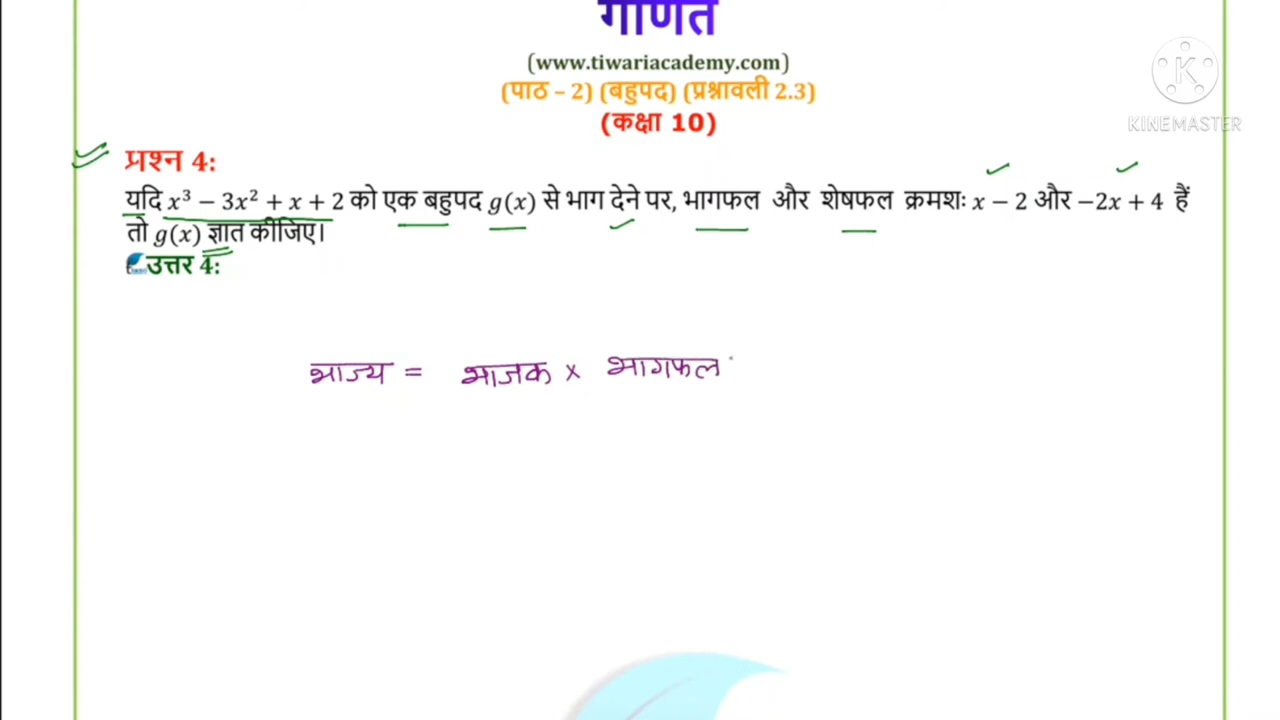 गणित
(www.tiwariacademy.com)
(पाठ – 2) (बहुपद) (प्रश्नावली 2.3)
(कक्षा 10)
KINEMASTER
प्रश्न 4:
यदि x³ − 3x² + x + 2 को एक बहुपद g(x) से भाग देने पर, भागफल और शेषफल क्रमशः x − 2 और −2x + 4 हैं
तो g(x) ज्ञात कीजिए।
उत्तर 4:
भाज्य = भाजक × भागफल